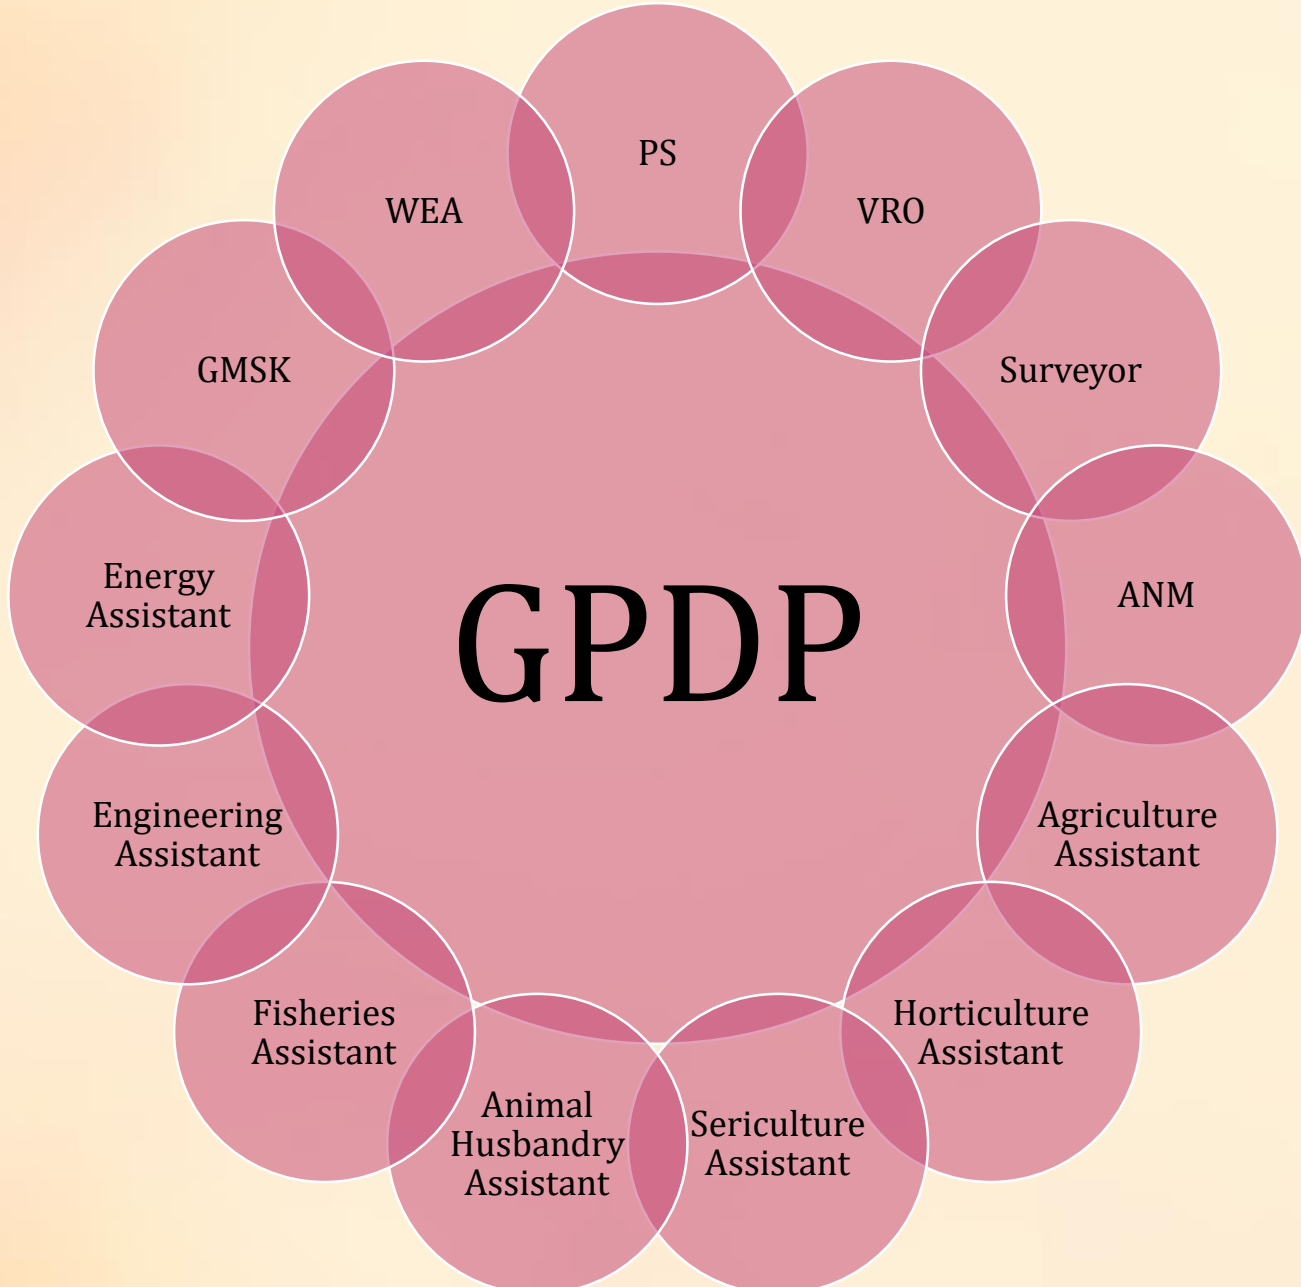 PS
VRO
Surveyor
ANM
Agriculture
Assistant
Horticulture
Assistant
Sericulture
Assistant
Animal
Husbandry
Assistant
Fisheries
Assistant
Engineering
Assistant
Energy
Assistant
GMSK
WEA
GPDP